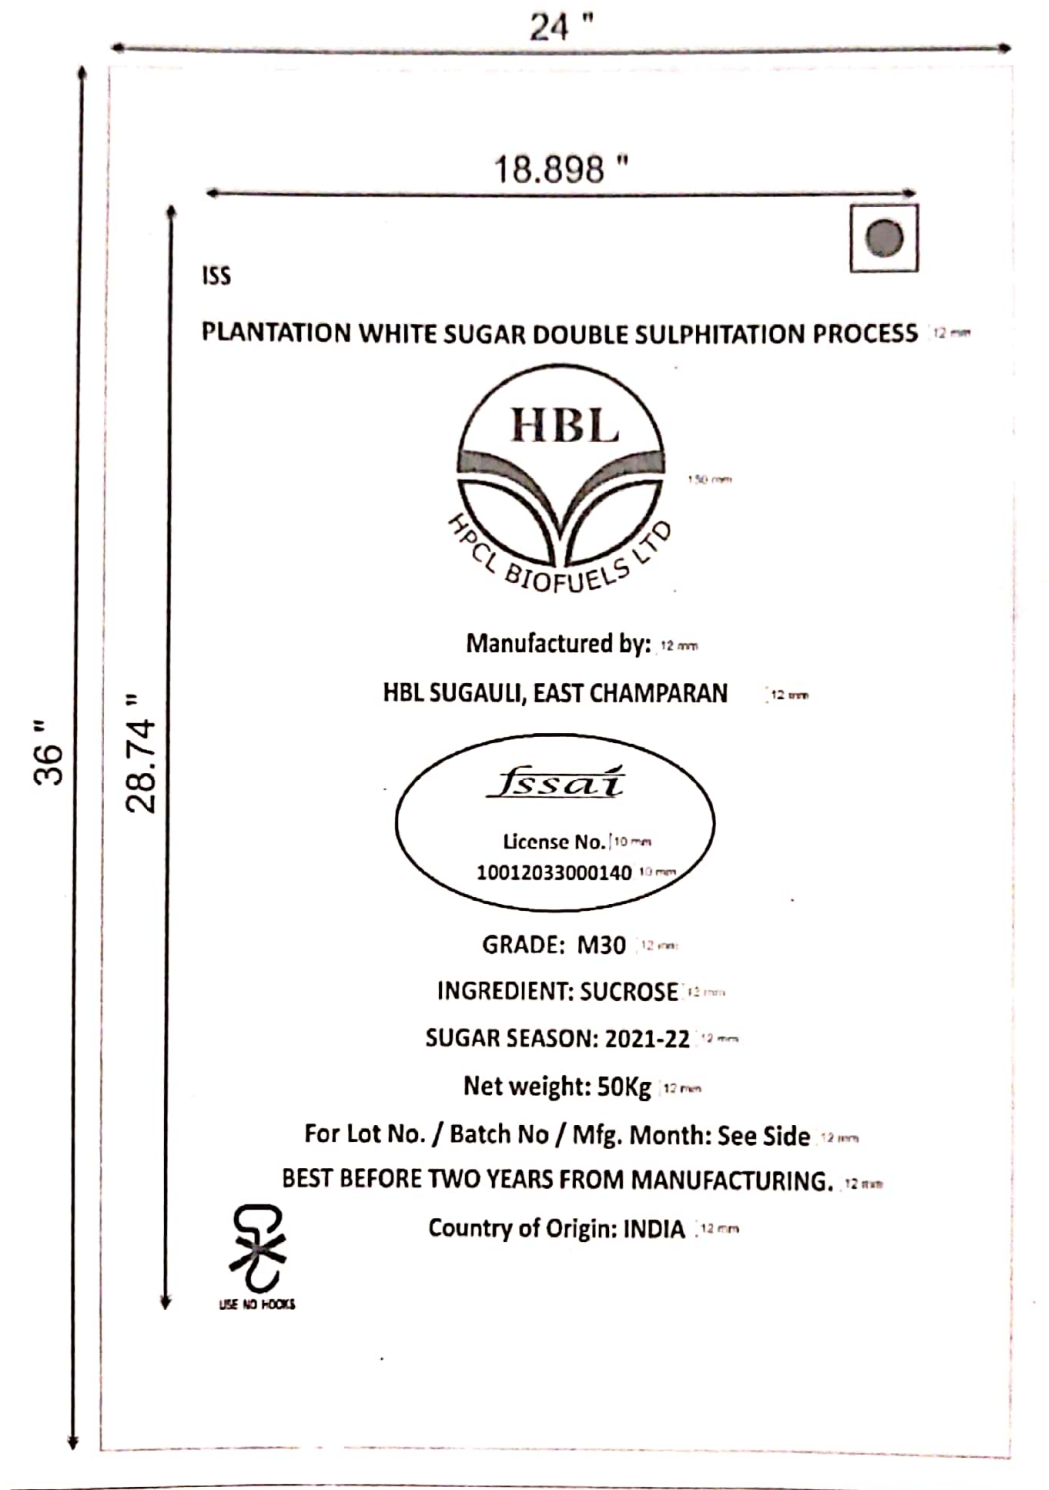 24 "
18.898 "
ISS
PLANTATION WHITE SUGAR DOUBLE SULPHITATION PROCESS 12 mm
HBL
150 mm
HPCL BIOFUELS LTD
Manufactured by: 12 mm
HBL SUGAULI, EAST CHAMPARAN 12 mm
36 "
28.74 "
fssai
License No. 10 mm
10012033000140 10 mm
GRADE: M30 12 mm
INGREDIENT: SUCROSE 12 mm
SUGAR SEASON: 2021-22 12 mm
Net weight: 50Kg 12 mm
For Lot No. / Batch No / Mfg. Month: See Side 12 mm
BEST BEFORE TWO YEARS FROM MANUFACTURING. 12 mm
Country of Origin: INDIA 12 mm
USE NO HOOKS